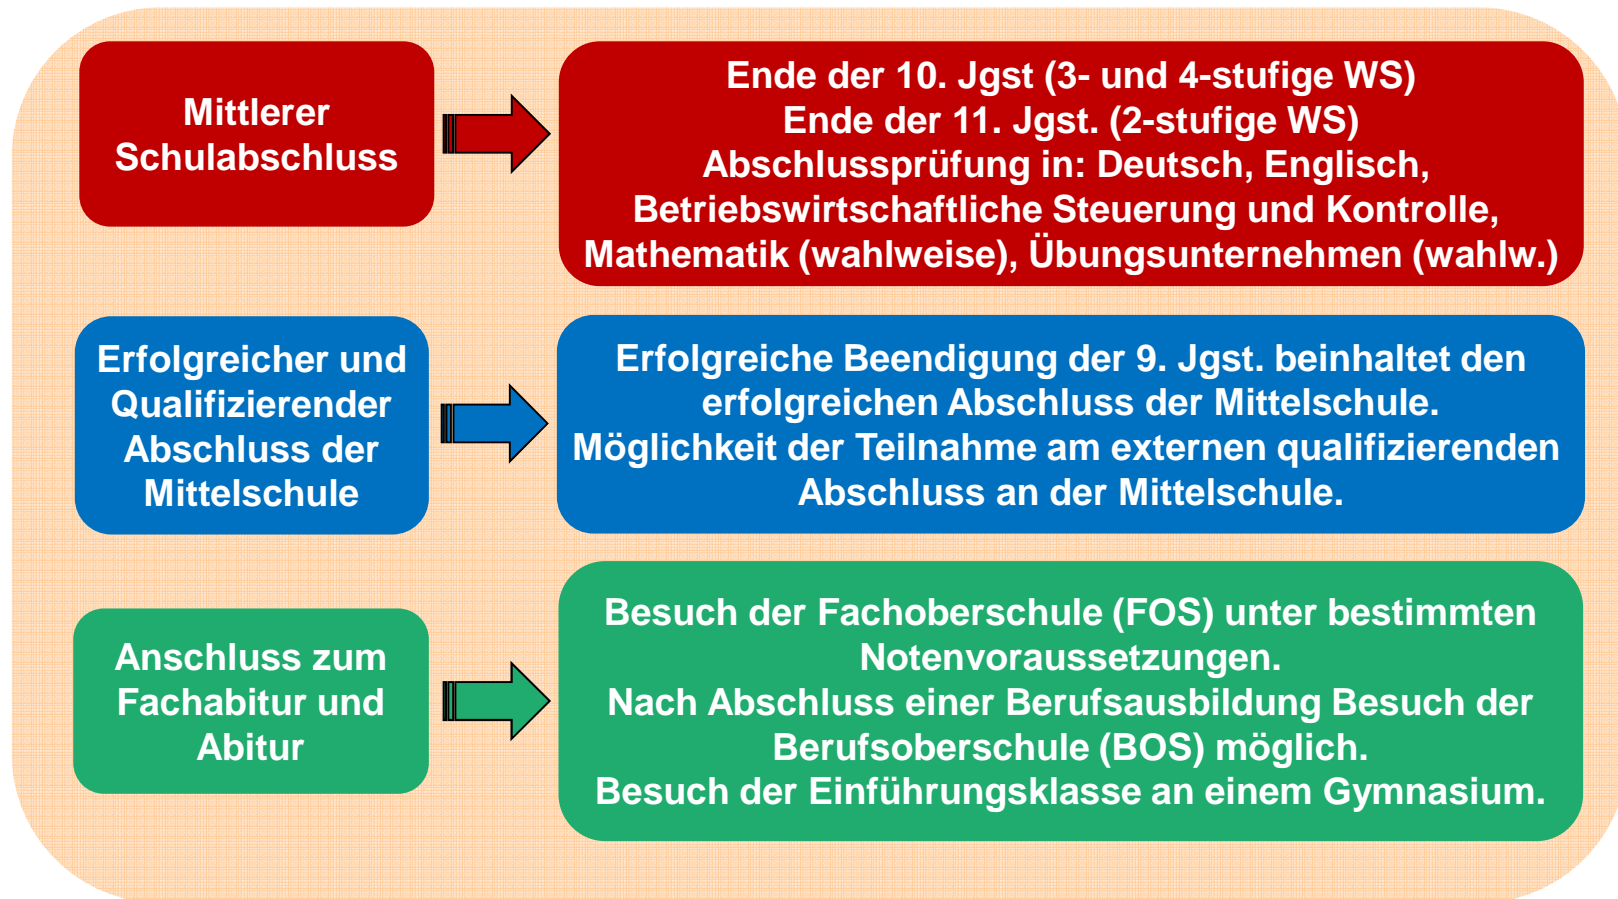 Mittlerer
Schulabschluss
Ende der 10. Jgst (3- und 4-stufige WS)
Ende der 11. Jgst. (2-stufige WS)
Abschlussprüfung in: Deutsch, Englisch,
Betriebswirtschaftliche Steuerung und Kontrolle,
Mathematik (wahlweise), Übungsunternehmen (wahlw.)
Erfolgreicher und
Qualifizierender
Abschluss der
Mittelschule
Erfolgreiche Beendigung der 9. Jgst. beinhaltet den
erfolgreichen Abschluss der Mittelschule.
Möglichkeit der Teilnahme am externen qualifizierenden
Abschluss an der Mittelschule.
Anschluss zum
Fachabitur und
Abitur
Besuch der Fachoberschule (FOS) unter bestimmten
Notenvoraussetzungen.
Nach Abschluss einer Berufsausbildung Besuch der
Berufsoberschule (BOS) möglich.
Besuch der Einführungsklasse an einem Gymnasium.